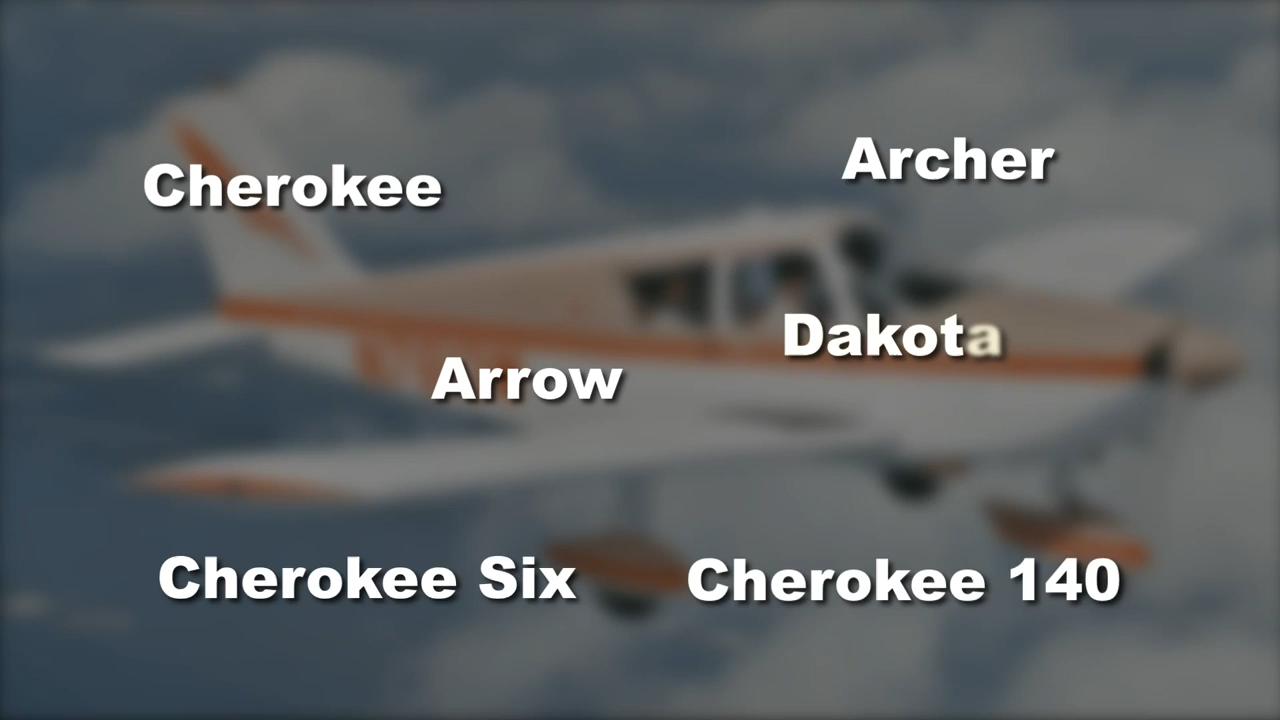 Cherokee
Archer
Dakota
Arrow
Cherokee Six
Cherokee 140